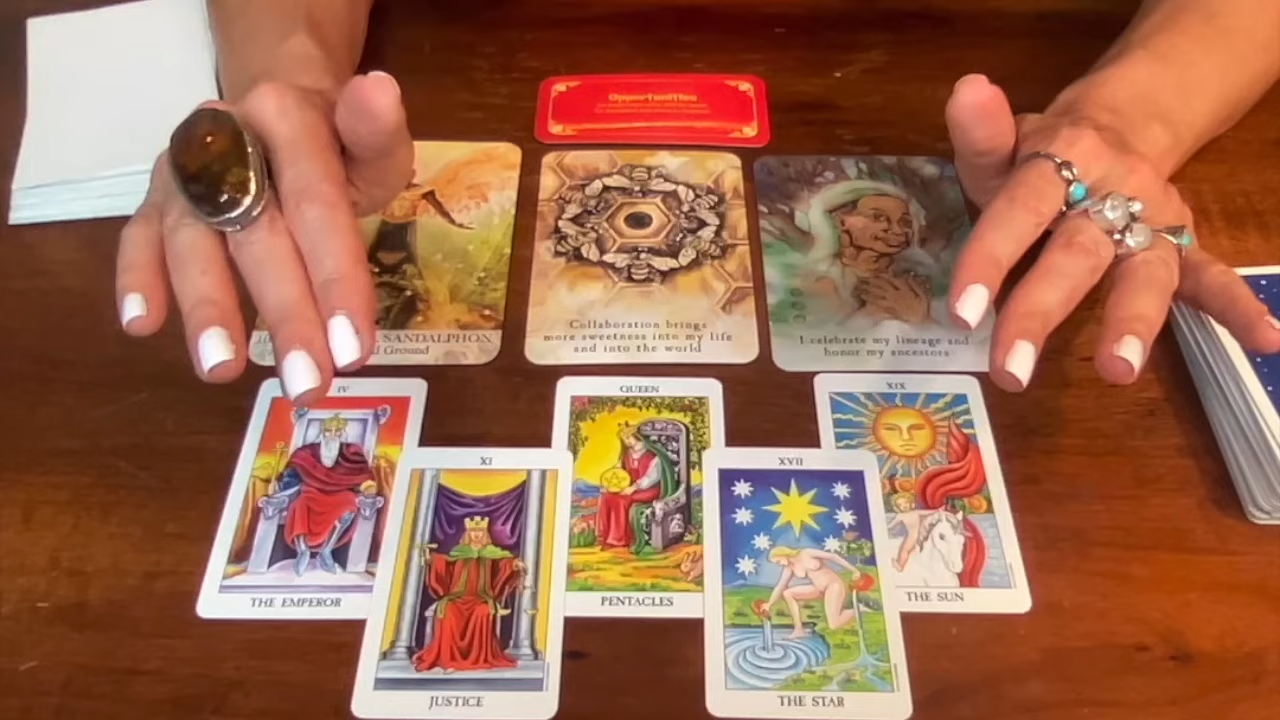 Opportunities
SANDALPHON
Ground
Collaboration brings
more sweetness into my life
and into the world
I celebrate my lineage and
honor my ancestors
IV
THE EMPEROR
XI
JUSTICE
QUEEN
PENTACLES
XVII
THE STAR
XIX
THE SUN